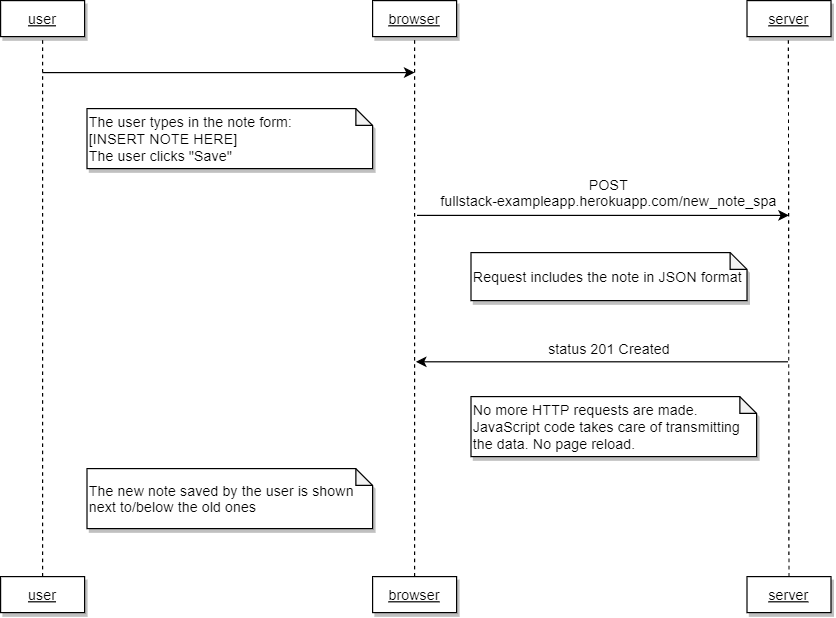 user
browser
server
The user types in the note form:
[INSERT NOTE HERE]
The user clicks "Save"
POST
fullstack-exampleapp.herokuapp.com/new_note_spa
Request includes the note in JSON format
status 201 Created
No more HTTP requests are made.
JavaScript code takes care of transmitting
the data. No page reload.
The new note saved by the user is shown
next to/below the old ones
user
browser
server